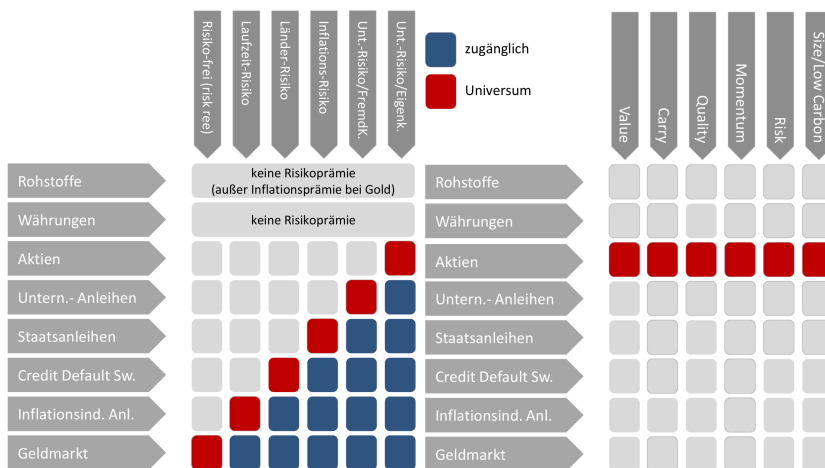 Risiko-frei (risk ree)
Laufzeit-Risiko
Länder-Risiko
Inflations-Risiko
Unt.-Risiko/FremdK.
Unt.-Risiko/Eigenk.
zugänglich
Universum
Value
Carry
Quality
Momentum
Risk
Size/Low Carbon
Rohstoffe
keine Risikoprämie
(außer Inflationsprämie bei Gold)
Rohstoffe
Währungen
keine Risikoprämie
Währungen
Aktien
Aktien
Untern.- Anleihen
Untern.- Anleihen
Staatsanleihen
Staatsanleihen
Credit Default Sw.
Credit Default Sw.
Inflationsind. Anl.
Inflationsind. Anl.
Geldmarkt
Geldmarkt